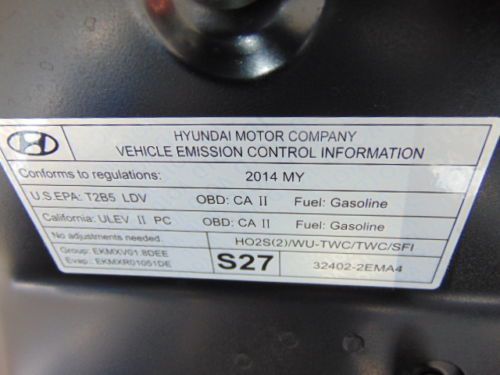 HYUNDAI MOTOR COMPANY
VEHICLE EMISSION CONTROL INFORMATION
Conforms to regulations: 2014 MY
U.S.EPA: T2B5 LDV OBD: CA II Fuel: Gasoline
California: ULEV II PC OBD: CA II Fuel: Gasoline
No adjustments needed. HO2S(2)/WU-TWC/TWC/SFI
Group: EKMXV01.8DEE
Evap.: EKMXR01051DE
S27 32402-2EMA4